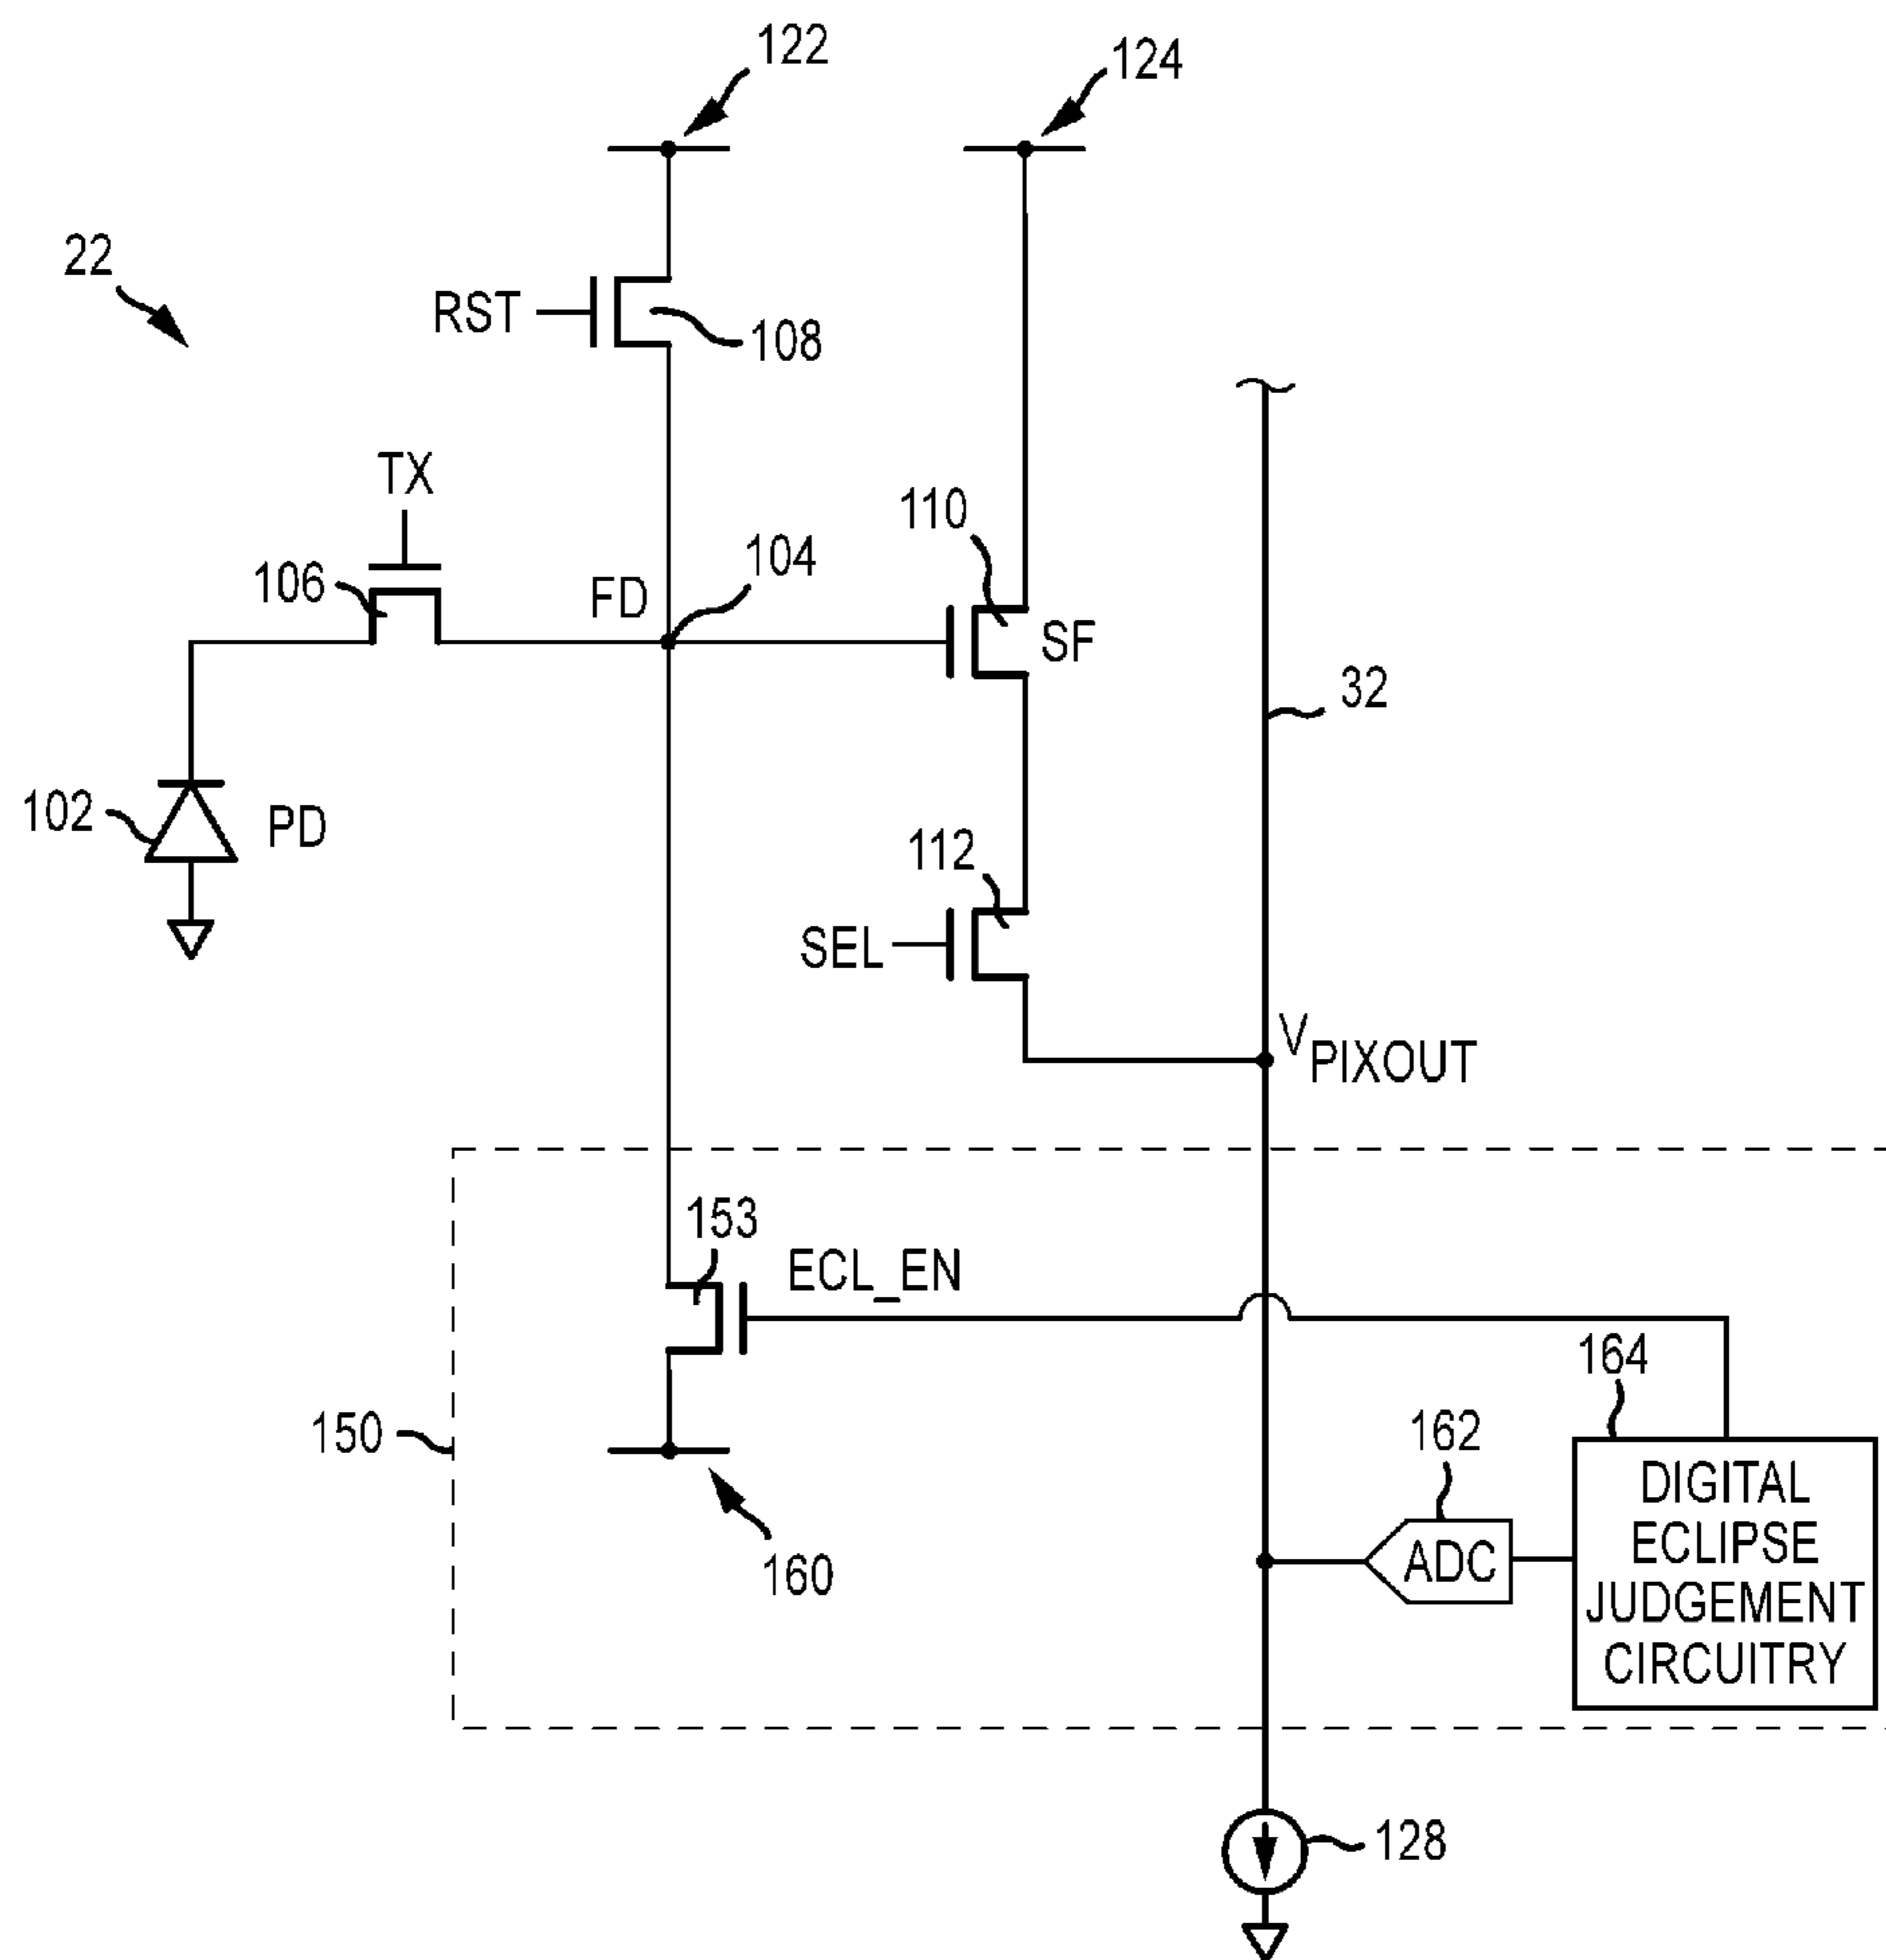 122
124
22
RST
108
TX
110
104
106
FD
SF
32
102
PD
112
SEL
VPIXOUT
153
ECL_EN
164
150
162
DIGITAL
ECLIPSE
JUDGEMENT
CIRCUITRY
ADC
160
128